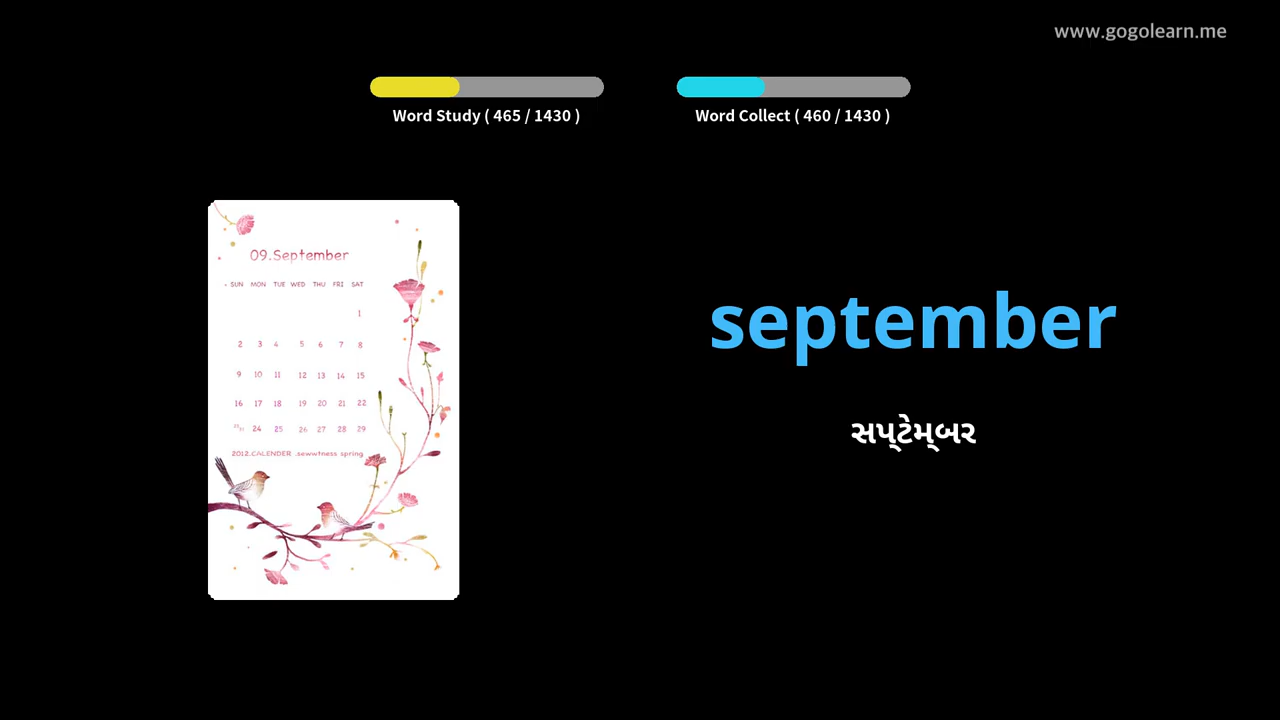 www.gogolearn.me
Word Study ( 465 / 1430 )
Word Collect ( 460 / 1430 )
09.September
SUN MON TUE WED THU FRI SAT
1
2 3 4 5 6 7 8
9 10 11 12 13 14 15
16 17 18 19 20 21 22
24 25 26 27 28 29
2012.CALENDER .sewwtness spring
september
સપ્ટેમ્બર